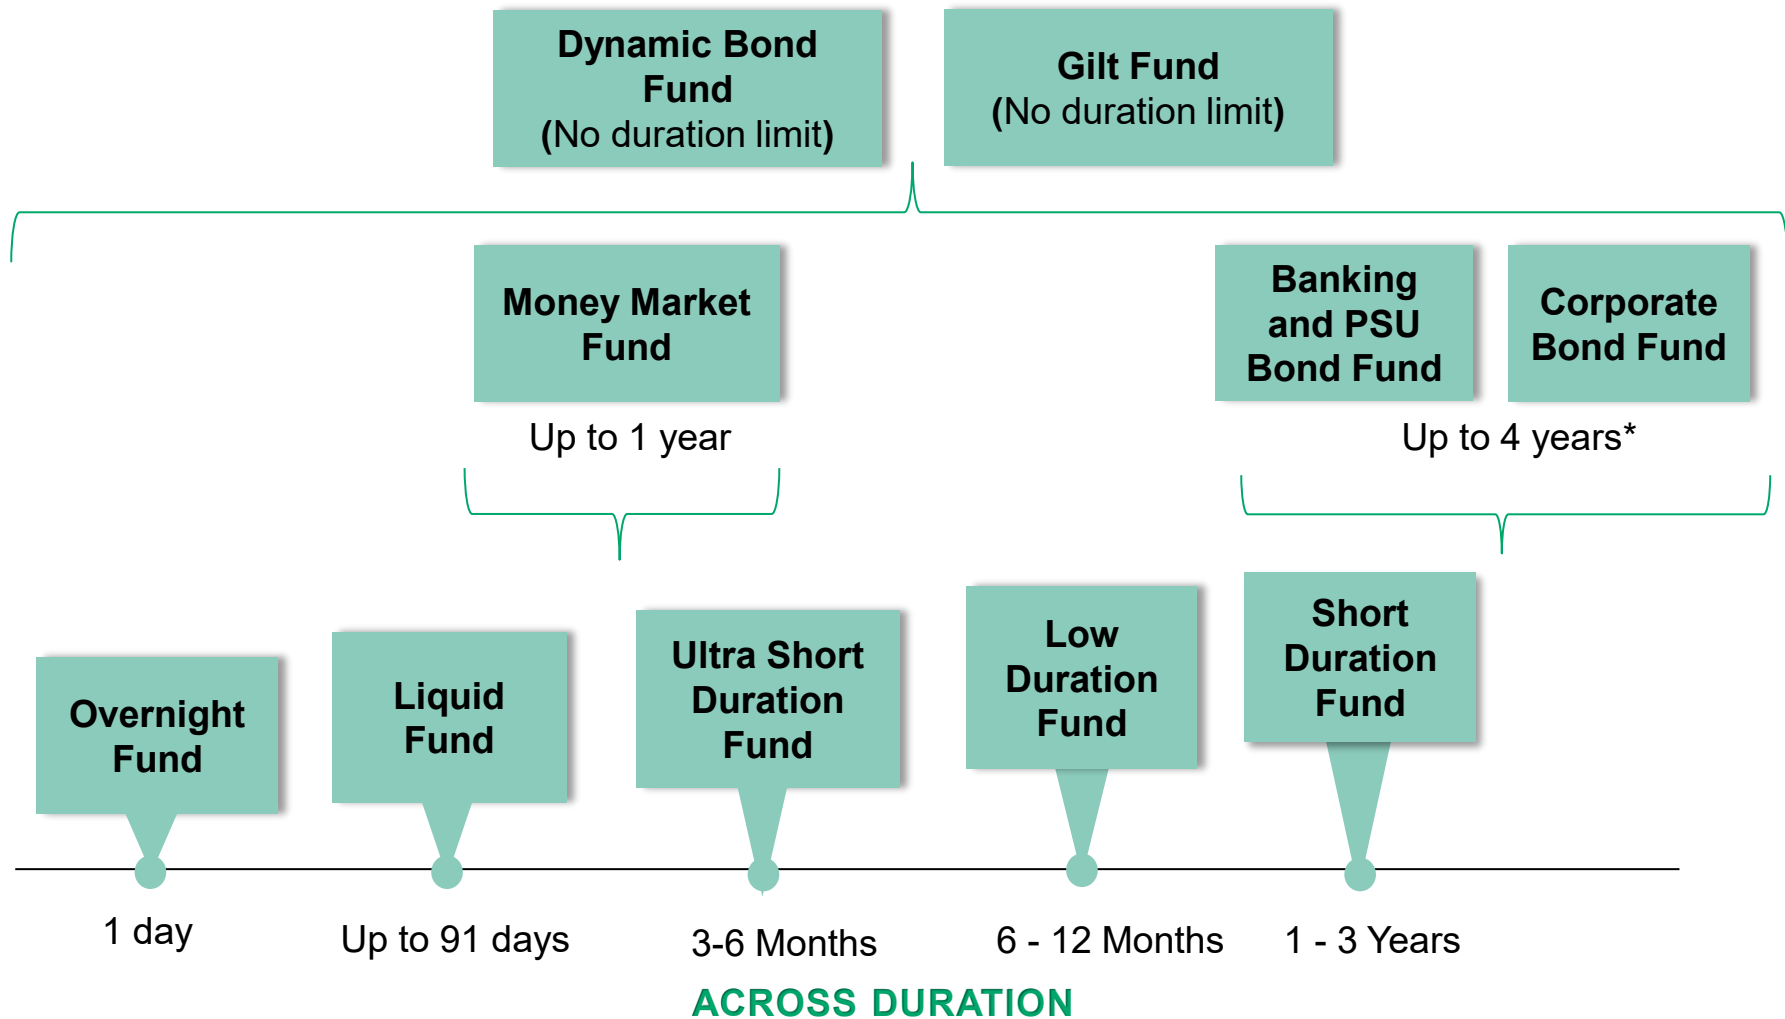 Dynamic Bond
Fund
(No duration limit)
Gilt Fund
(No duration limit)
Money Market
Fund
Up to 1 year
Banking
and PSU
Bond Fund
Corporate
Bond Fund
Up to 4 years*
Overnight
Fund
Liquid
Fund
Ultra Short
Duration
Fund
Low
Duration
Fund
Short
Duration
Fund
1 day
Up to 91 days
3-6 Months
6 - 12 Months
1 - 3 Years
ACROSS DURATION